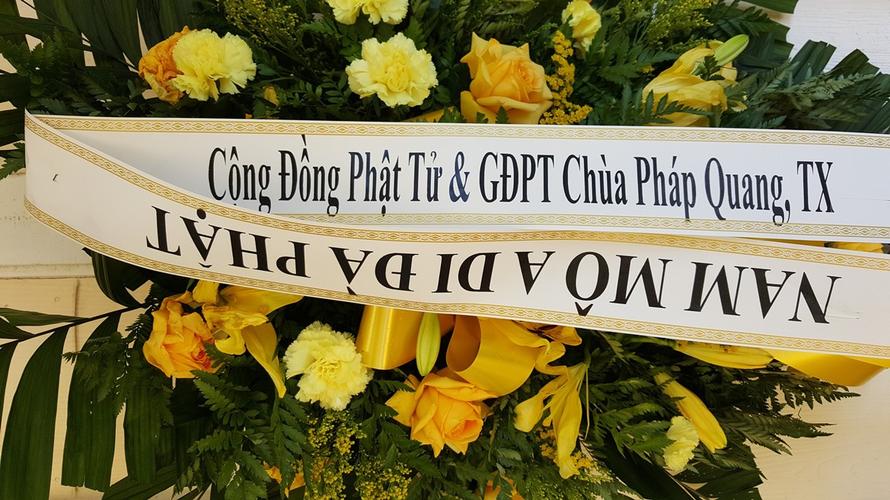 Cộng Đồng Phật Tử & GĐPT Chùa Pháp Quang, TX
NAM MÔ A DI ĐÀ PHẬT